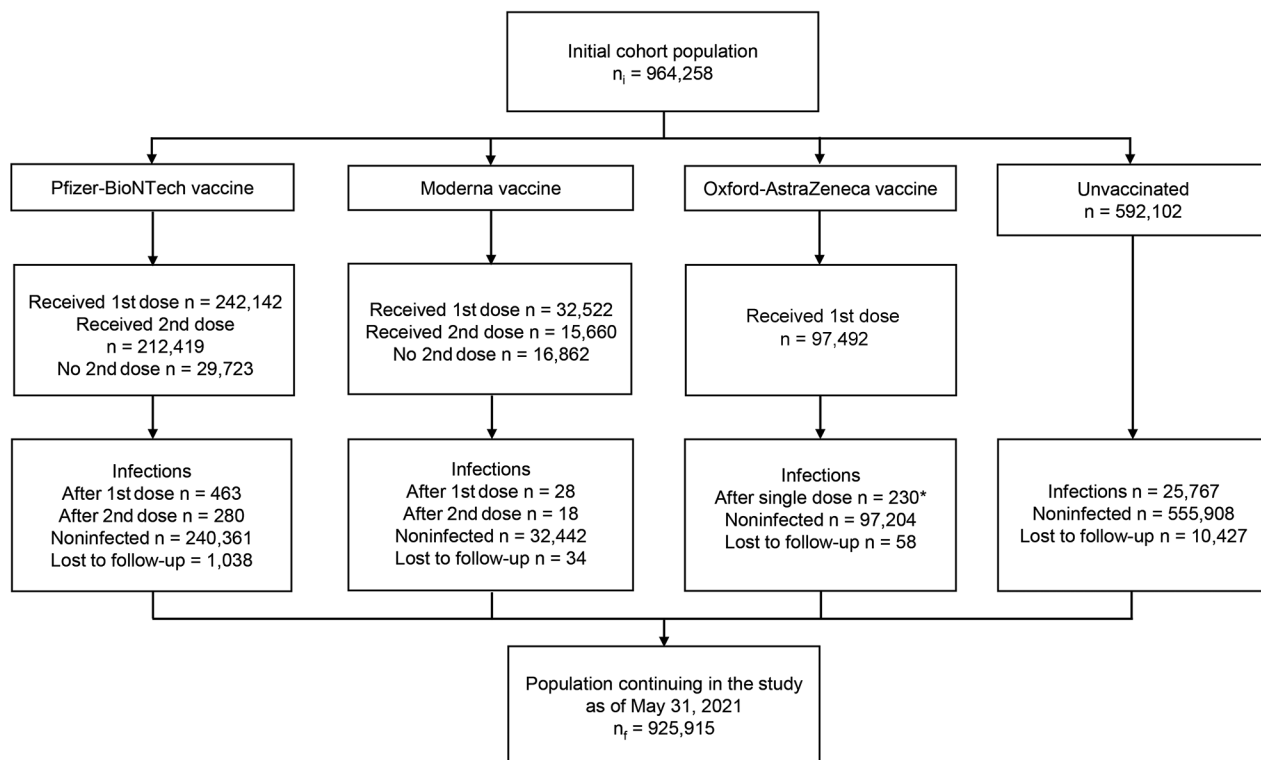 Initial cohort population
nᵢ = 964,258
Pfizer-BioNTech vaccine
Moderna vaccine
Oxford-AstraZeneca vaccine
Unvaccinated
n = 592,102
Received 1st dose n = 242,142
Received 2nd dose
n = 212,419
No 2nd dose n = 29,723
Received 1st dose n = 32,522
Received 2nd dose n = 15,660
No 2nd dose n = 16,862
Received 1st dose
n = 97,492
Infections
After 1st dose n = 463
After 2nd dose n = 280
Noninfected n = 240,361
Lost to follow-up = 1,038
Infections
After 1st dose n = 28
After 2nd dose n = 18
Noninfected n = 32,442
Lost to follow-up n = 34
Infections
After single dose n = 230*
Noninfected n = 97,204
Lost to follow-up n = 58
Infections n = 25,767
Noninfected n = 555,908
Lost to follow-up n = 10,427
Population continuing in the study
as of May 31, 2021
n_f = 925,915